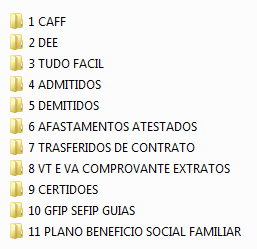 1 CAFF
2 DEE
3 TUDO FACIL
4 ADMITIDOS
5 DEMITIDOS
6 AFASTAMENTOS ATESTADOS
7 TRASFERIDOS DE CONTRATO
8 VT E VA COMPROVANTE EXTRATOS
9 CERTIDOES
10 GFIP SEFIP GUIAS
11 PLANO BENEFICIO SOCIAL FAMILIAR